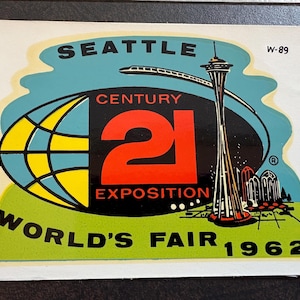 SEATTLE
W-89
CENTURY
21
EXPOSITION
®
WORLD'S FAIR 1962